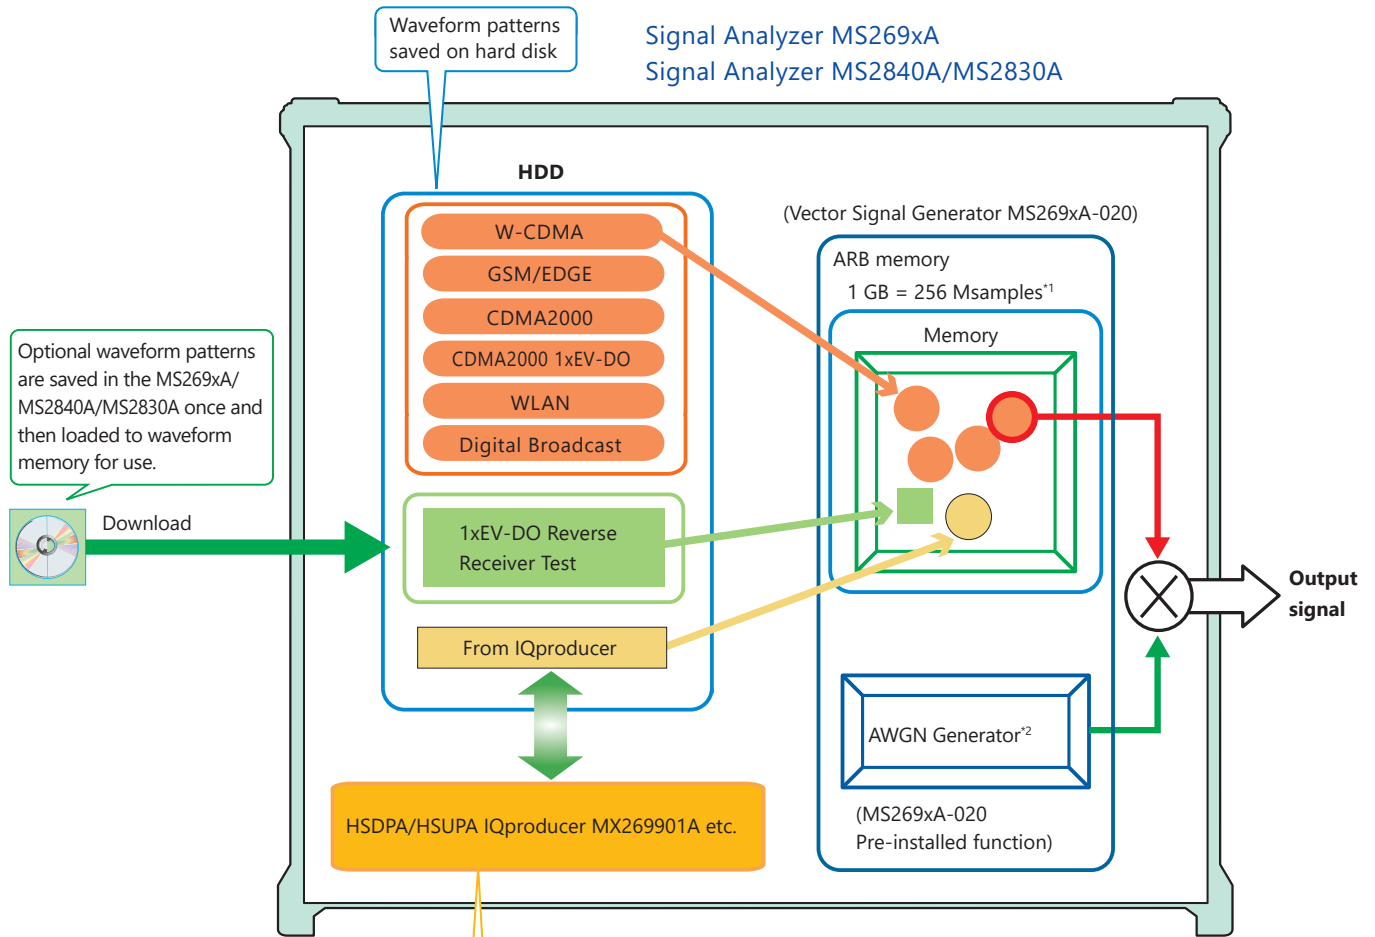 Waveform patterns
saved on hard disk
Signal Analyzer MS269xA
Signal Analyzer MS2840A/MS2830A
HDD
W-CDMA
GSM/EDGE
CDMA2000
CDMA2000 1xEV-DO
WLAN
Digital Broadcast
1xEV-DO Reverse
Receiver Test
From IQproducer
HSDPA/HSUPA IQproducer MX269901A etc.
Optional waveform patterns
are saved in the MS269xA/
MS2840A/MS2830A once and
then loaded to waveform
memory for use.
Download
(Vector Signal Generator MS269xA-020)
ARB memory
1 GB = 256 Msamples*1
Memory
AWGN Generator*2
(MS269xA-020
Pre-installed function)
Output
signal